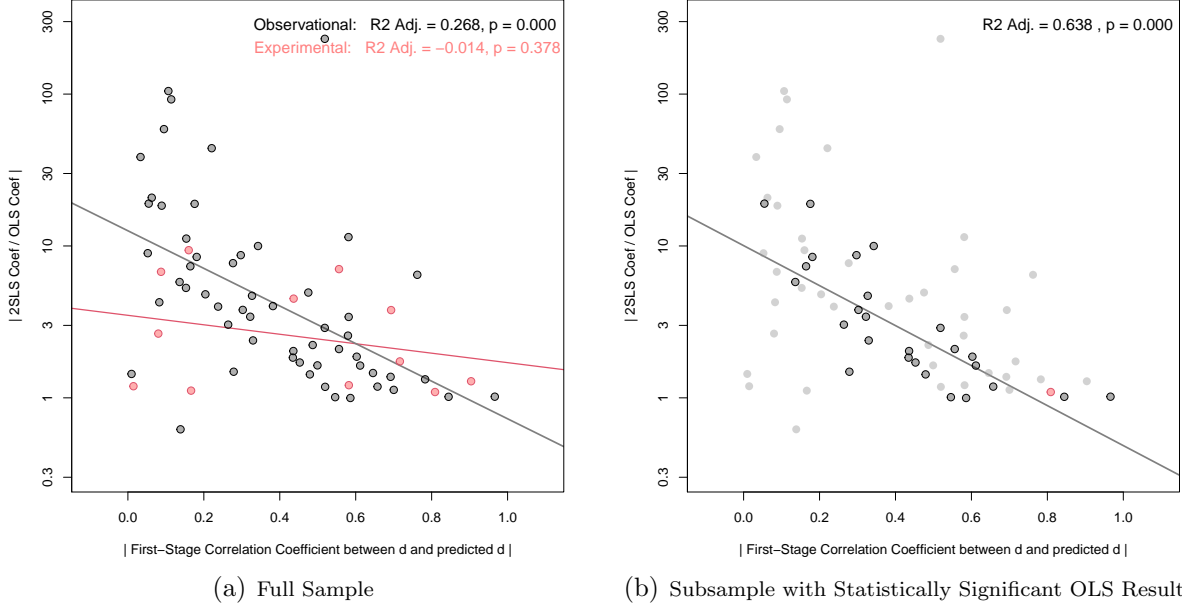 Observational: R2 Adj. = 0.268, p = 0.000
Experimental: R2 Adj. = −0.014, p = 0.378
| 2SLS Coef / OLS Coef |
300
100
30
10
3
1
0.3
0.0 0.2 0.4 0.6 0.8 1.0
| First−Stage Correlation Coefficient between d and predicted d |
(a) Full Sample
R2 Adj. = 0.638 , p = 0.000
| 2SLS Coef / OLS Coef |
300
100
30
10
3
1
0.3
0.0 0.2 0.4 0.6 0.8 1.0
| First−Stage Correlation Coefficient between d and predicted d |
(b) Subsample with Statistically Significant OLS Result